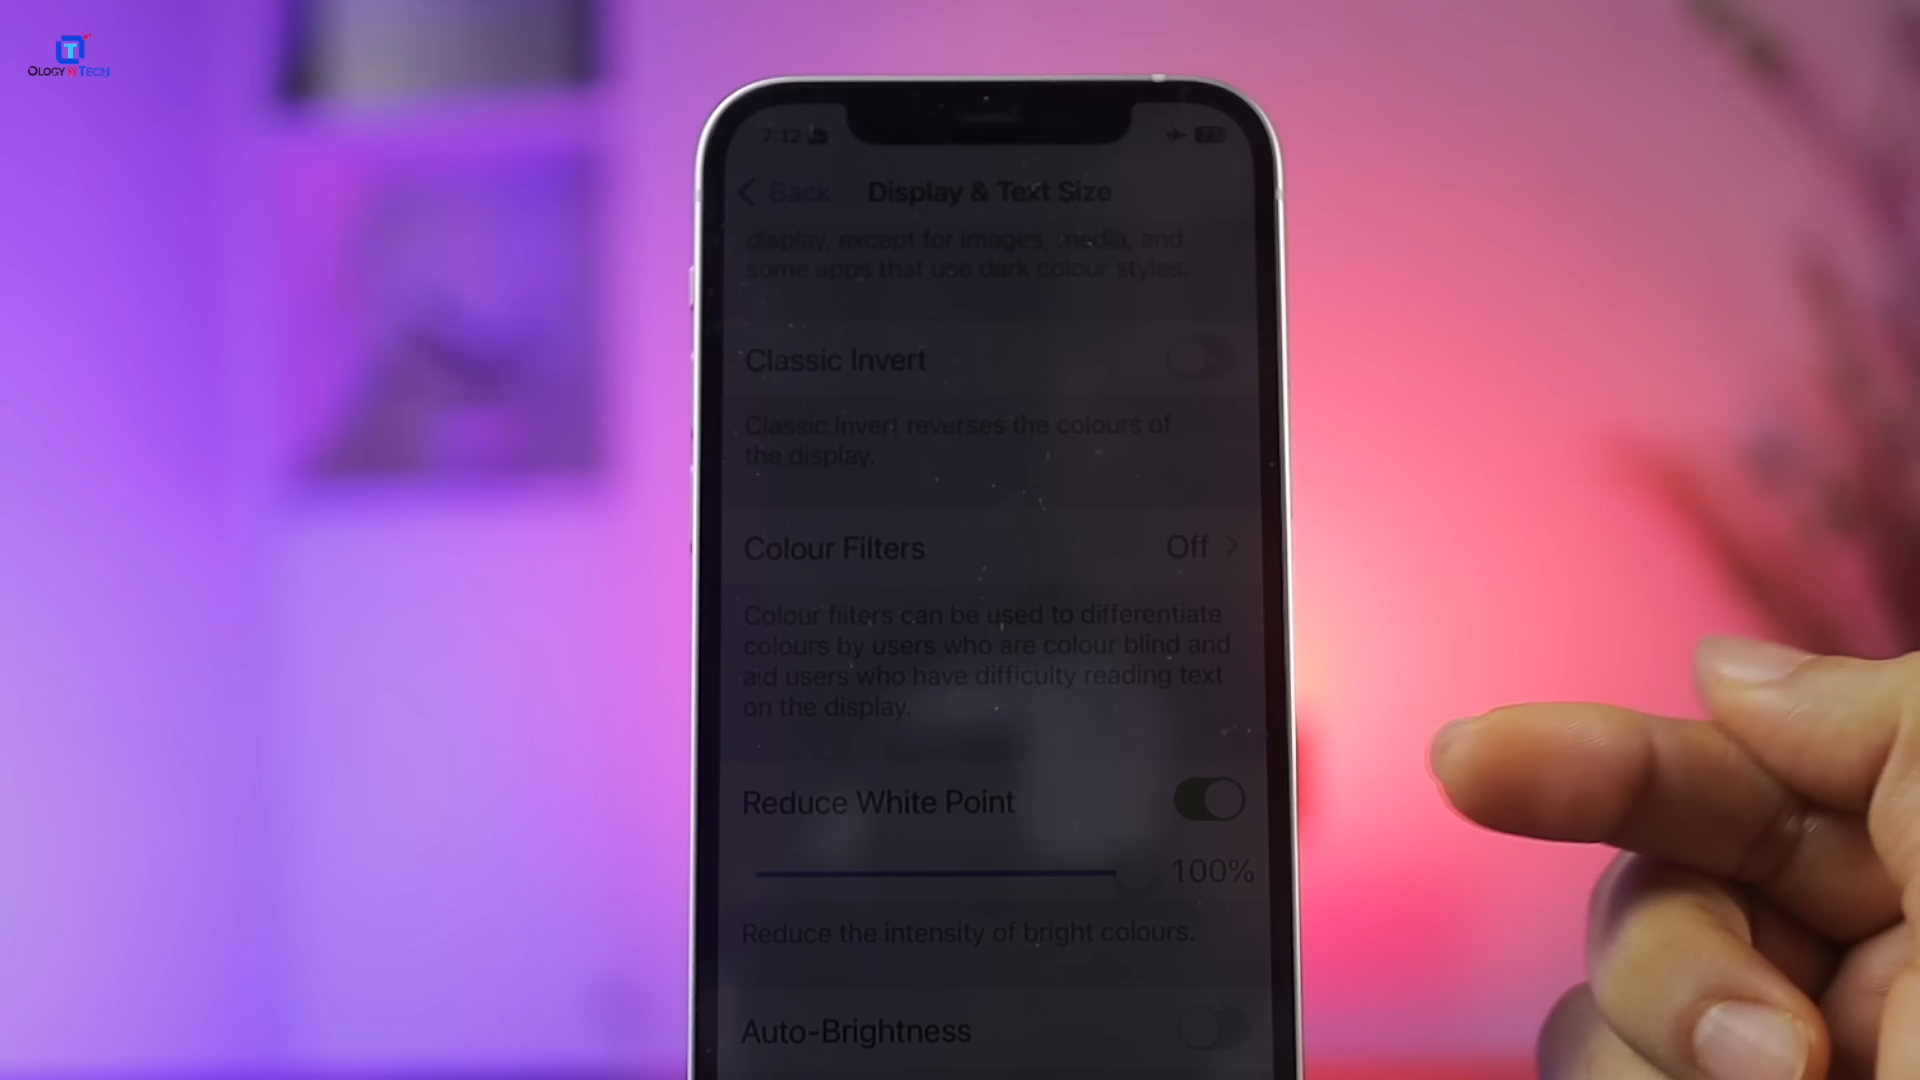 T
OLOGY N TECH
7:12
Back Display & Text Size
display, except for images, media, and
some apps that use dark colour styles.
Classic Invert
Classic Invert reverses the colours of
the display.
Colour Filters Off
Colour filters can be used to differentiate
colours by users who are colour blind and
aid users who have difficulty reading text
on the display.
Reduce White Point
100%
Reduce the intensity of bright colours.
Auto-Brightness